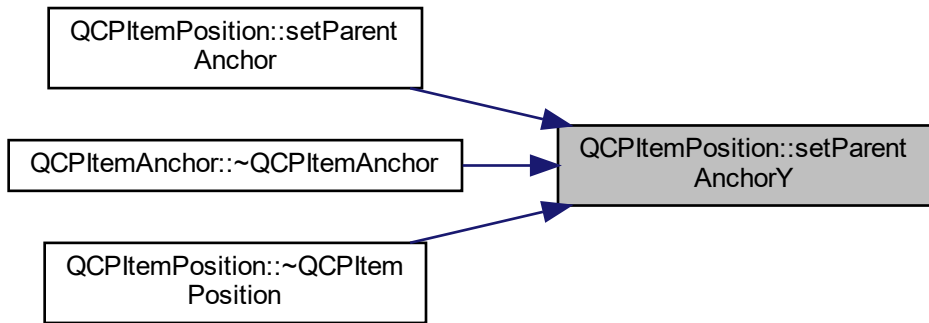 QCPItemPosition::setParent
Anchor
QCPItemAnchor::~QCPItemAnchor
QCPItemPosition::setParent
AnchorY
QCPItemPosition::~QCPItem
Position